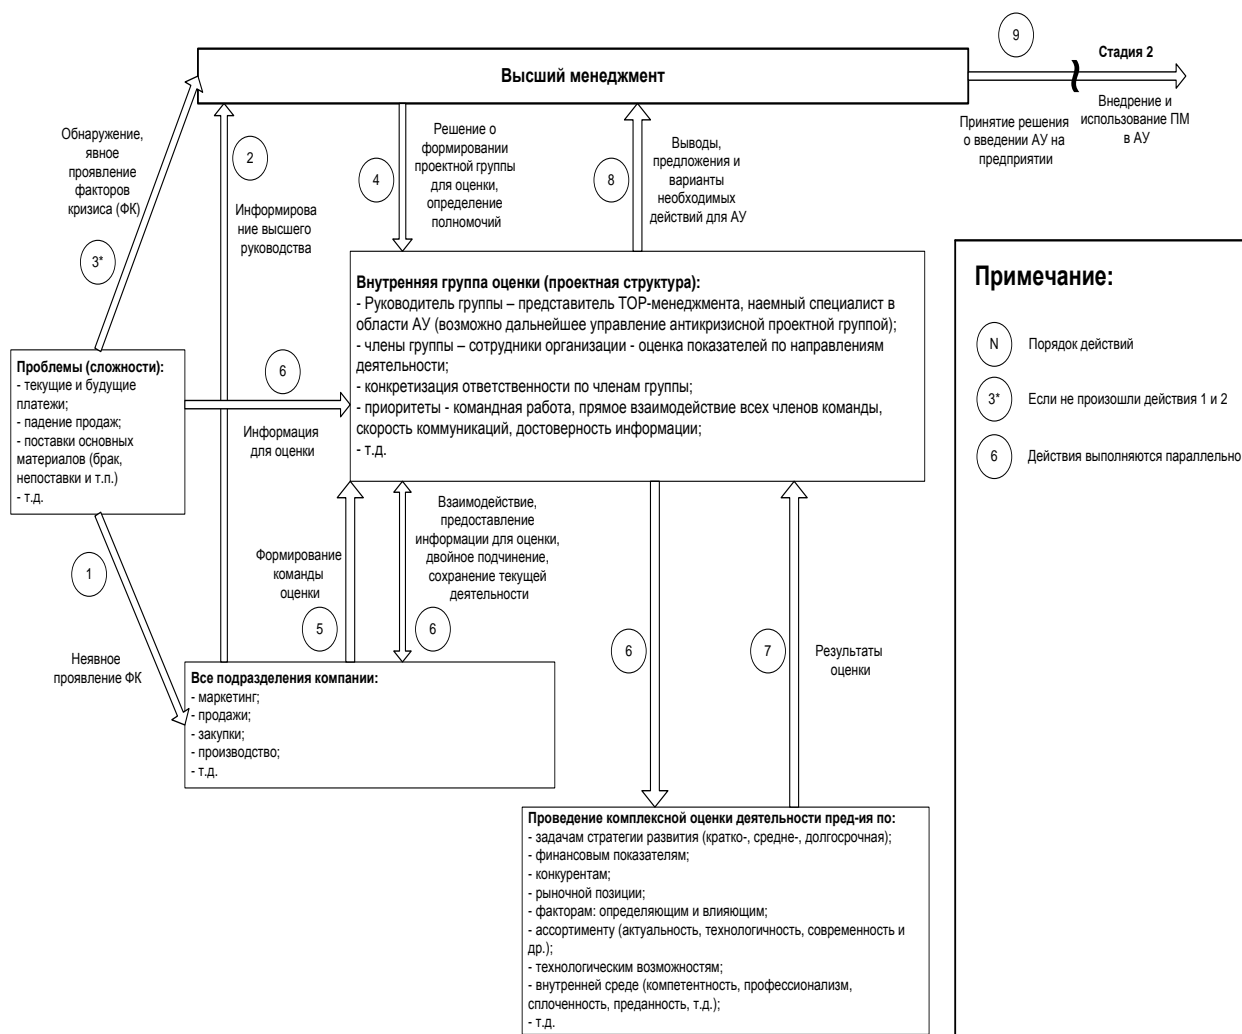 9
Стадия 2
Высший менеджмент
Принятие решения
о введении АУ на
предприятии
Внедрение и
использование ПМ
в АУ
Обнаружение,
явное
проявление
факторов
кризиса (ФК)
3*
2
Информирова
ние высшего
руководства
4
Решение о
формировании
проектной группы
для оценки,
определение
полномочий
8
Выводы,
предложения и
варианты
необходимых
действий для АУ
Внутренняя группа оценки (проектная структура):
- Руководитель группы – представитель ТОР-менеджмента, наемный специалист в
области АУ (возможно дальнейшее управление антикризисной проектной группой);
- члены группы – сотрудники организации - оценка показателей по направлениям
деятельности;
- конкретизация ответственности по членам группы;
- приоритеты - командная работа, прямое взаимодействие всех членов команды,
скорость коммуникаций, достоверность информации;
- т.д.
Проблемы (сложности):
- текущие и будущие
платежи;
- падение продаж;
- поставки основных
материалов (брак,
непоставки и т.п.)
- т.д.
6
Информация
для оценки
1
Неявное
проявление ФК
Формирование
команды
оценки
5
Взаимодействие,
предоставление
информации для оценки,
двойное подчинение,
сохранение текущей
деятельности
6
6
7
Результаты
оценки
Все подразделения компании:
- маркетинг;
- продажи;
- закупки;
- производство;
- т.д.
Проведение комплексной оценки деятельности пред-ия по:
- задачам стратегии развития (кратко-, средне-, долгосрочная);
- финансовым показателям;
- конкурентам;
- рыночной позиции;
- факторам: определяющим и влияющим;
- ассортименту (актуальность, технологичность, современность и
др.);
- технологическим возможностям;
- внутренней среде (компетентность, профессионализм,
сплоченность, преданность, т.д.);
- т.д.
Примечание:
N
Порядок действий
3*
Если не произошли действия 1 и 2
6
Действия выполняются параллельно